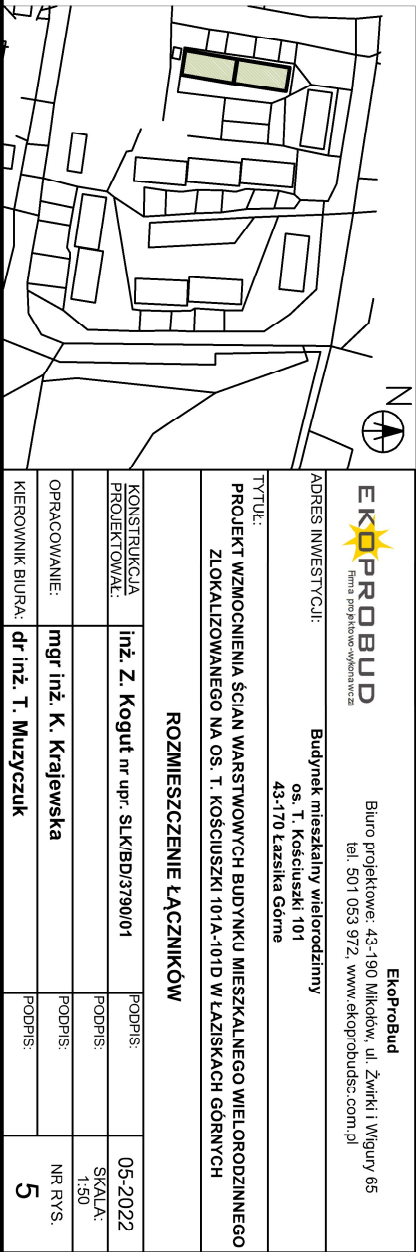 N
EKOPROBUD
Firma projektowo-wykonawcza
EkoProBud
Biuro projektowe: 43-190 Mikołów, ul. Żwirki i Wigury 65
tel. 501 053 972, www.ekoprobudsc.com.pl
ADRES INWESTYCJI:
Budynek mieszkalny wielorodzinny
os. T. Kościuszki 101
43-170 Łazsika Górne
TYTUŁ:
PROJEKT WZMOCNIENIA ŚCIAN WARSTWOWYCH BUDYNKU MIESZKALNEGO WIELORODZINNEGO
ZLOKALIZOWANEGO NA OS. T. KOŚCIUSZKI 101A-101D W ŁAZISKACH GÓRNYCH
ROZMIESZCZENIE ŁĄCZNIKÓW
KONSTRUKCJA
PROJEKTOWAŁ:
inż. Z. Kogut nr upr. SLK/BD/3790/01
PODPIS:
05-2022
OPRACOWANIE:
mgr inż. K. Krajewska
PODPIS:
SKALA:
1:50
KIEROWNIK BIURA:
dr inż. T. Muzyczuk
PODPIS:
NR RYS.
5